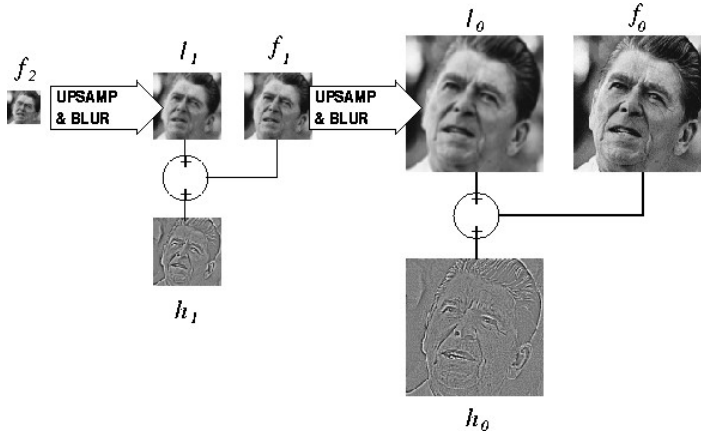 f₂
UPSAMP
& BLUR
l₁
f₁
UPSAMP
& BLUR
l₀
f₀
+
+
+
+
h₁
h₀